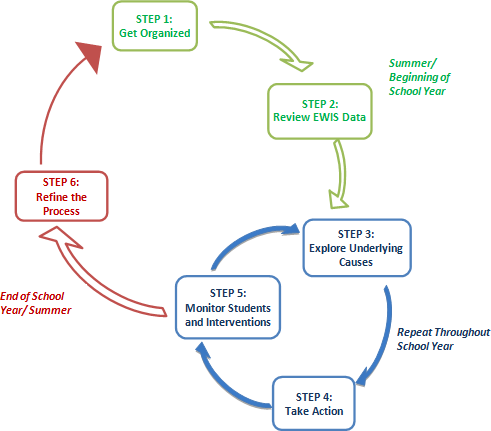 STEP 1:
Get Organized
Summer/
Beginning of
School Year
STEP 2:
Review EWIS Data
STEP 3:
Explore Underlying
Causes
Repeat Throughout
School Year
STEP 4:
Take Action
STEP 5:
Monitor Students
and Interventions
End of School
Year/ Summer
STEP 6:
Refine the
Process